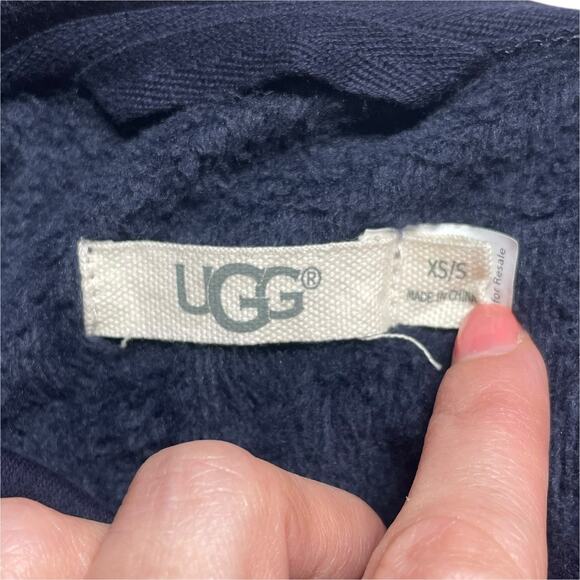 UGG®
XS/S
MADE IN CHINA
for Resale